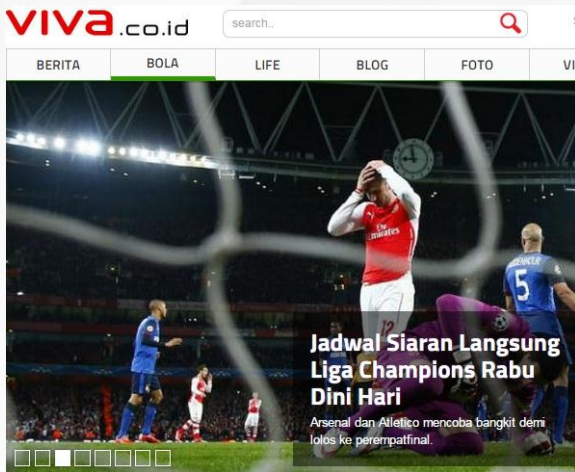 VIVA.co.id
search..
BERITA BOLA LIFE BLOG FOTO VI
Emirates
12
5
Jadwal Siaran Langsung
Liga Champions Rabu
Dini Hari
Arsenal dan Atletico mencoba bangkit demi
lolos ke perempatfinal.